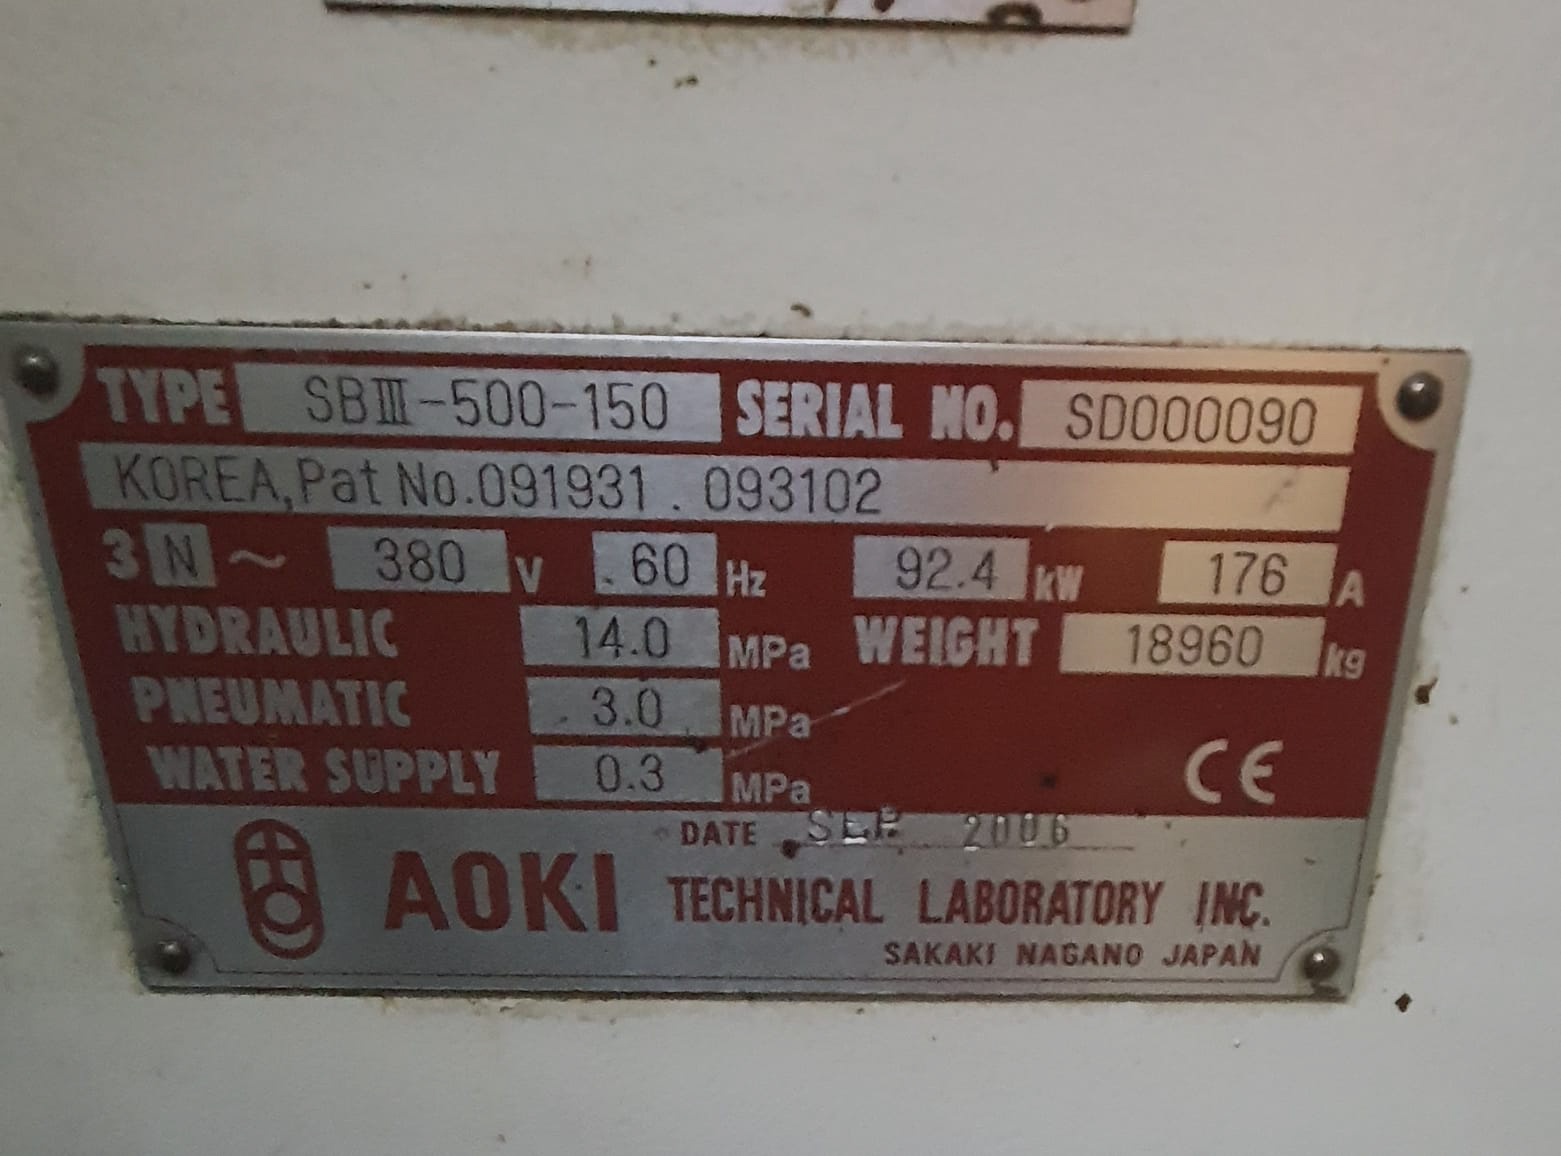 TYPE SBⅢ-500-150 SERIAL NO. SD000090
KOREA, Pat No.091931 . 093102
3 N ~ 380 V 60 Hz 92.4 kW 176 A
HYDRAULIC 14.0 MPa WEIGHT 18960 kg
PNEUMATIC 3.0 MPa
WATER SUPPLY 0.3 MPa
CE
DATE SEP. 2006
AOKI TECHNICAL LABORATORY INC.
SAKAKI NAGANO JAPAN